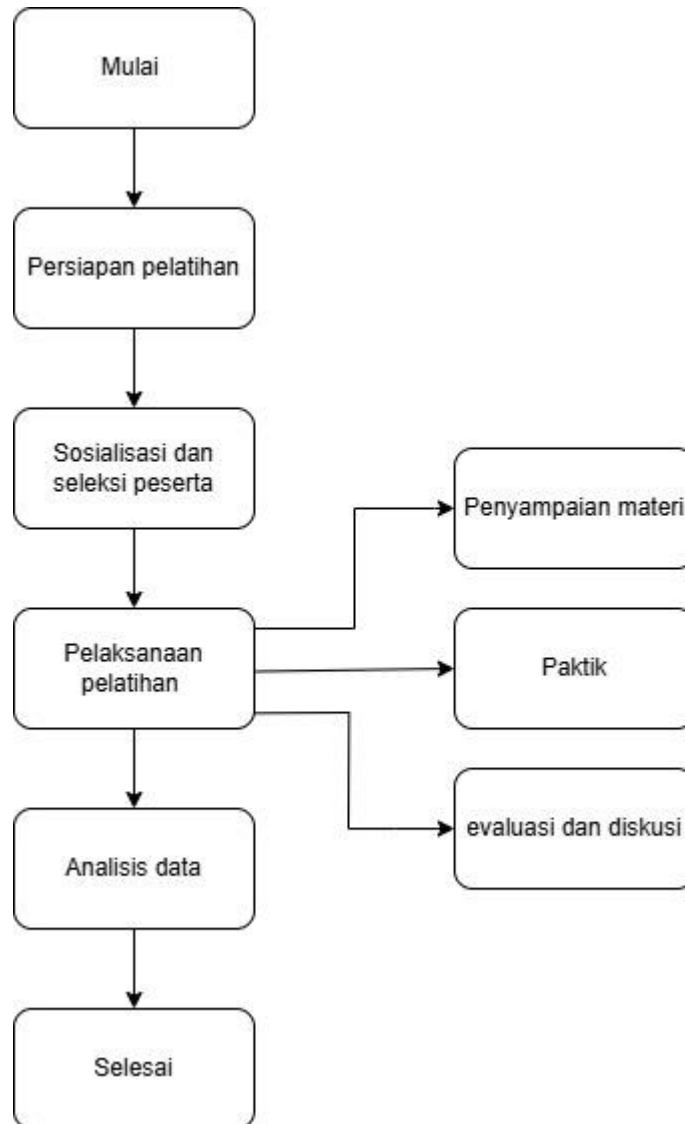 Mulai
Persiapan pelatihan
Sosialisasi dan
seleksi peserta
Pelaksanaan
pelatihan
Penyampaian materi
Paktik
evaluasi dan diskusi
Analisis data
Selesai